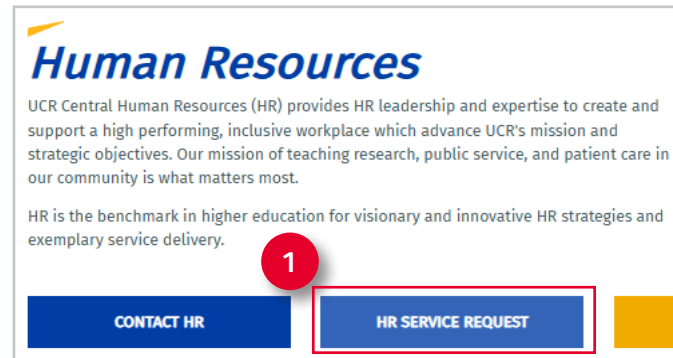 Human Resources
UCR Central Human Resources (HR) provides HR leadership and expertise to create and
support a high performing, inclusive workplace which advance UCR's mission and
strategic objectives. Our mission of teaching research, public service, and patient care in
our community is what matters most.
HR is the benchmark in higher education for visionary and innovative HR strategies and
exemplary service delivery.
1
CONTACT HR
HR SERVICE REQUEST